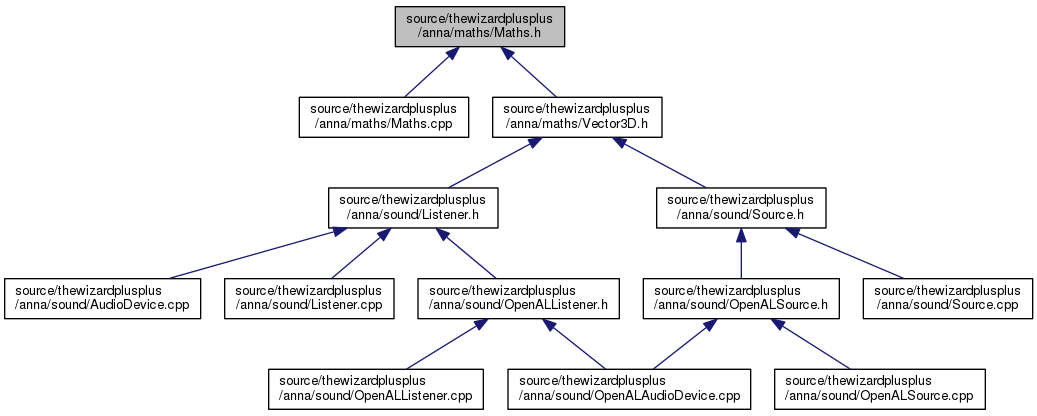 source/thewizardplusplus
/anna/maths/Maths.h
source/thewizardplusplus
/anna/maths/Maths.cpp
source/thewizardplusplus
/anna/maths/Vector3D.h
source/thewizardplusplus
/anna/sound/Listener.h
source/thewizardplusplus
/anna/sound/Source.h
source/thewizardplusplus
/anna/sound/AudioDevice.cpp
source/thewizardplusplus
/anna/sound/Listener.cpp
source/thewizardplusplus
/anna/sound/OpenALListener.h
source/thewizardplusplus
/anna/sound/OpenALSource.h
source/thewizardplusplus
/anna/sound/Source.cpp
source/thewizardplusplus
/anna/sound/OpenALListener.cpp
source/thewizardplusplus
/anna/sound/OpenALAudioDevice.cpp
source/thewizardplusplus
/anna/sound/OpenALSource.cpp